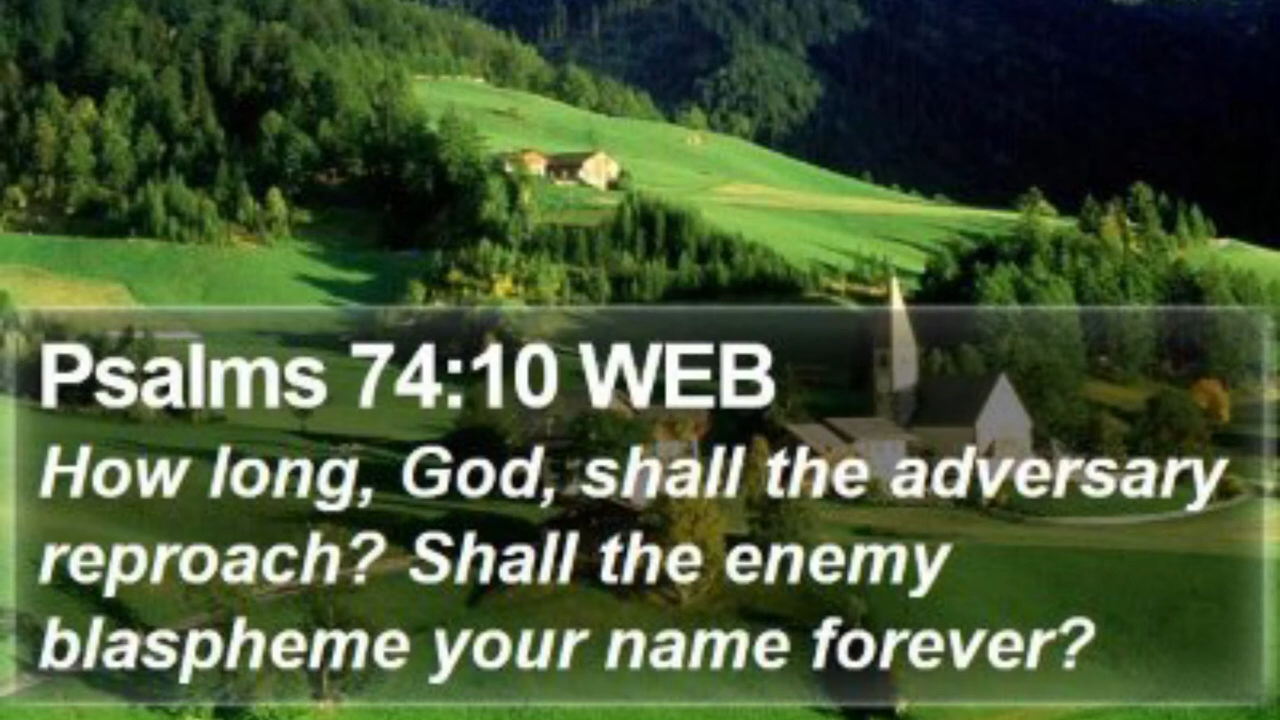 Psalms 74:10 WEB
How long, God, shall the adversary
reproach? Shall the enemy
blaspheme your name forever?